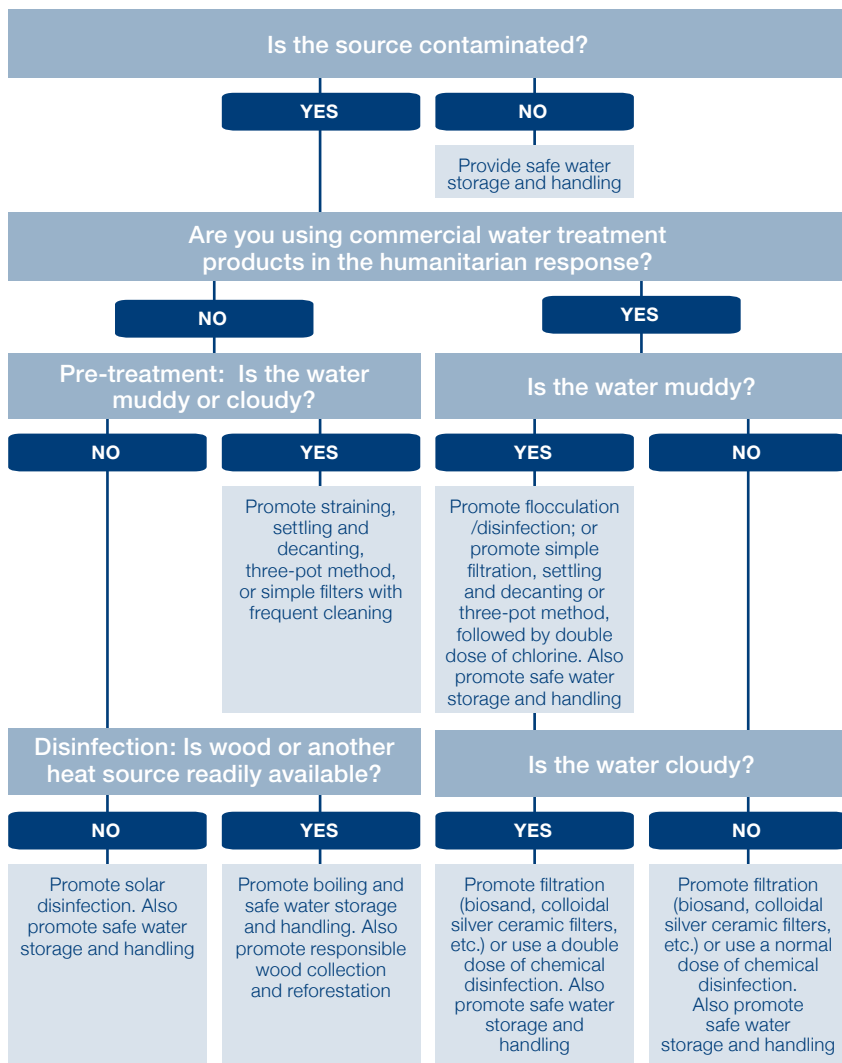 Is the source contaminated?
YES
NO
Provide safe water
storage and handling
Are you using commercial water treatment
products in the humanitarian response?
NO
YES
Pre-treatment: Is the water
muddy or cloudy?
Is the water muddy?
NO
YES
YES
NO
Promote straining,
settling and
decanting,
three-pot method,
or simple filters with
frequent cleaning
Promote flocculation
/disinfection; or
promote simple
filtration, settling
and decanting or
three-pot method,
followed by double
dose of chlorine. Also
promote safe water
storage and handling
Disinfection: Is wood or another
heat source readily available?
Is the water cloudy?
NO
YES
YES
NO
Promote solar
disinfection. Also
promote safe water
storage and handling
Promote boiling and
safe water storage
and handling. Also
promote responsible
wood collection
and reforestation
Promote filtration
(biosand, colloidal
silver ceramic filters,
etc.) or use a double
dose of chemical
disinfection. Also
promote safe water
storage and
handling
Promote filtration
(biosand, colloidal
silver ceramic filters,
etc.) or use a normal
dose of chemical
disinfection.
Also promote
safe water
storage and handling